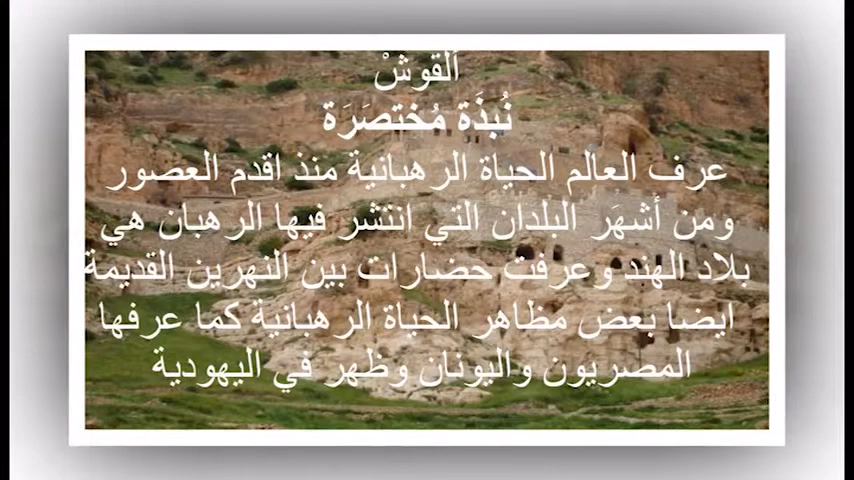 ألقوشْ
نُبذَة مُختصَرَة
عرف العالم الحياة الرهبانية منذ اقدم العصور
ومن أشهَر البلدان التي انتشر فيها الرهبان هي
بلاد الهند وعرفت حضارات بين النهرين القديمة
ايضا بعض مظاهر الحياة الرهبانية كما عرفها
المصريون واليونان وظهر في اليهودية